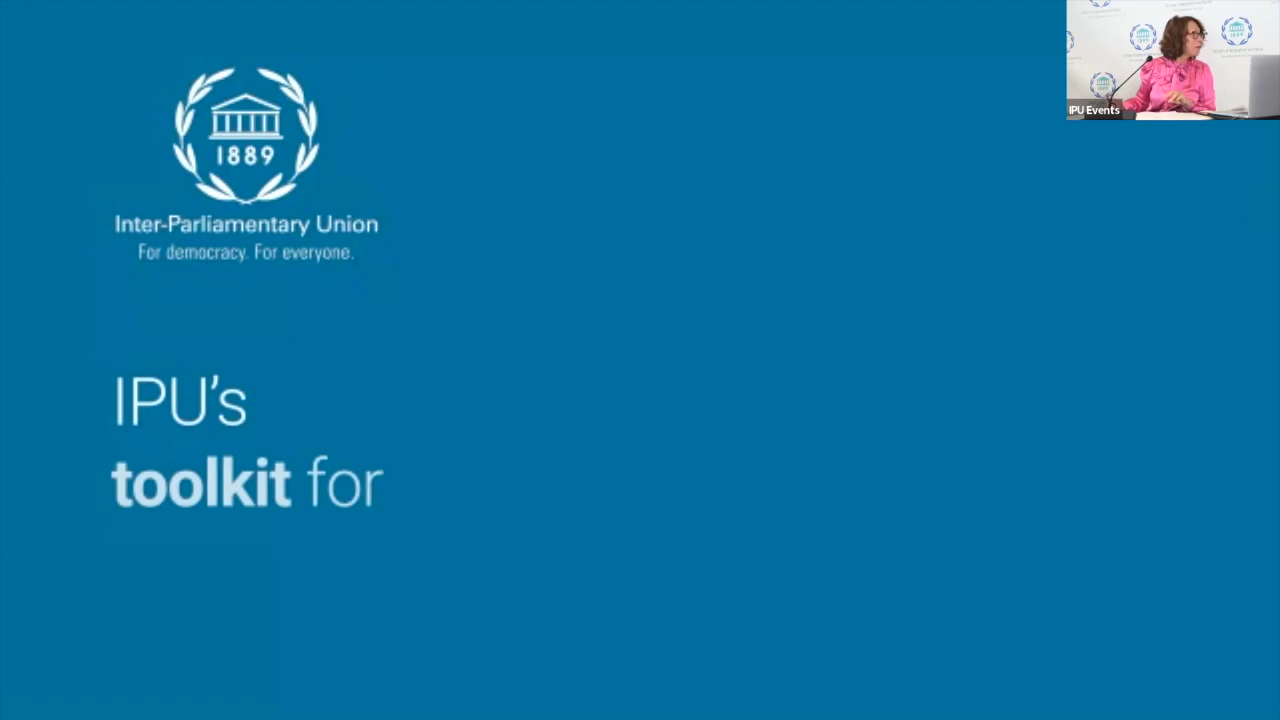 1889
Inter-Parliamentary Union
For democracy. For everyone.
IPU's
toolkit for
IPU Events